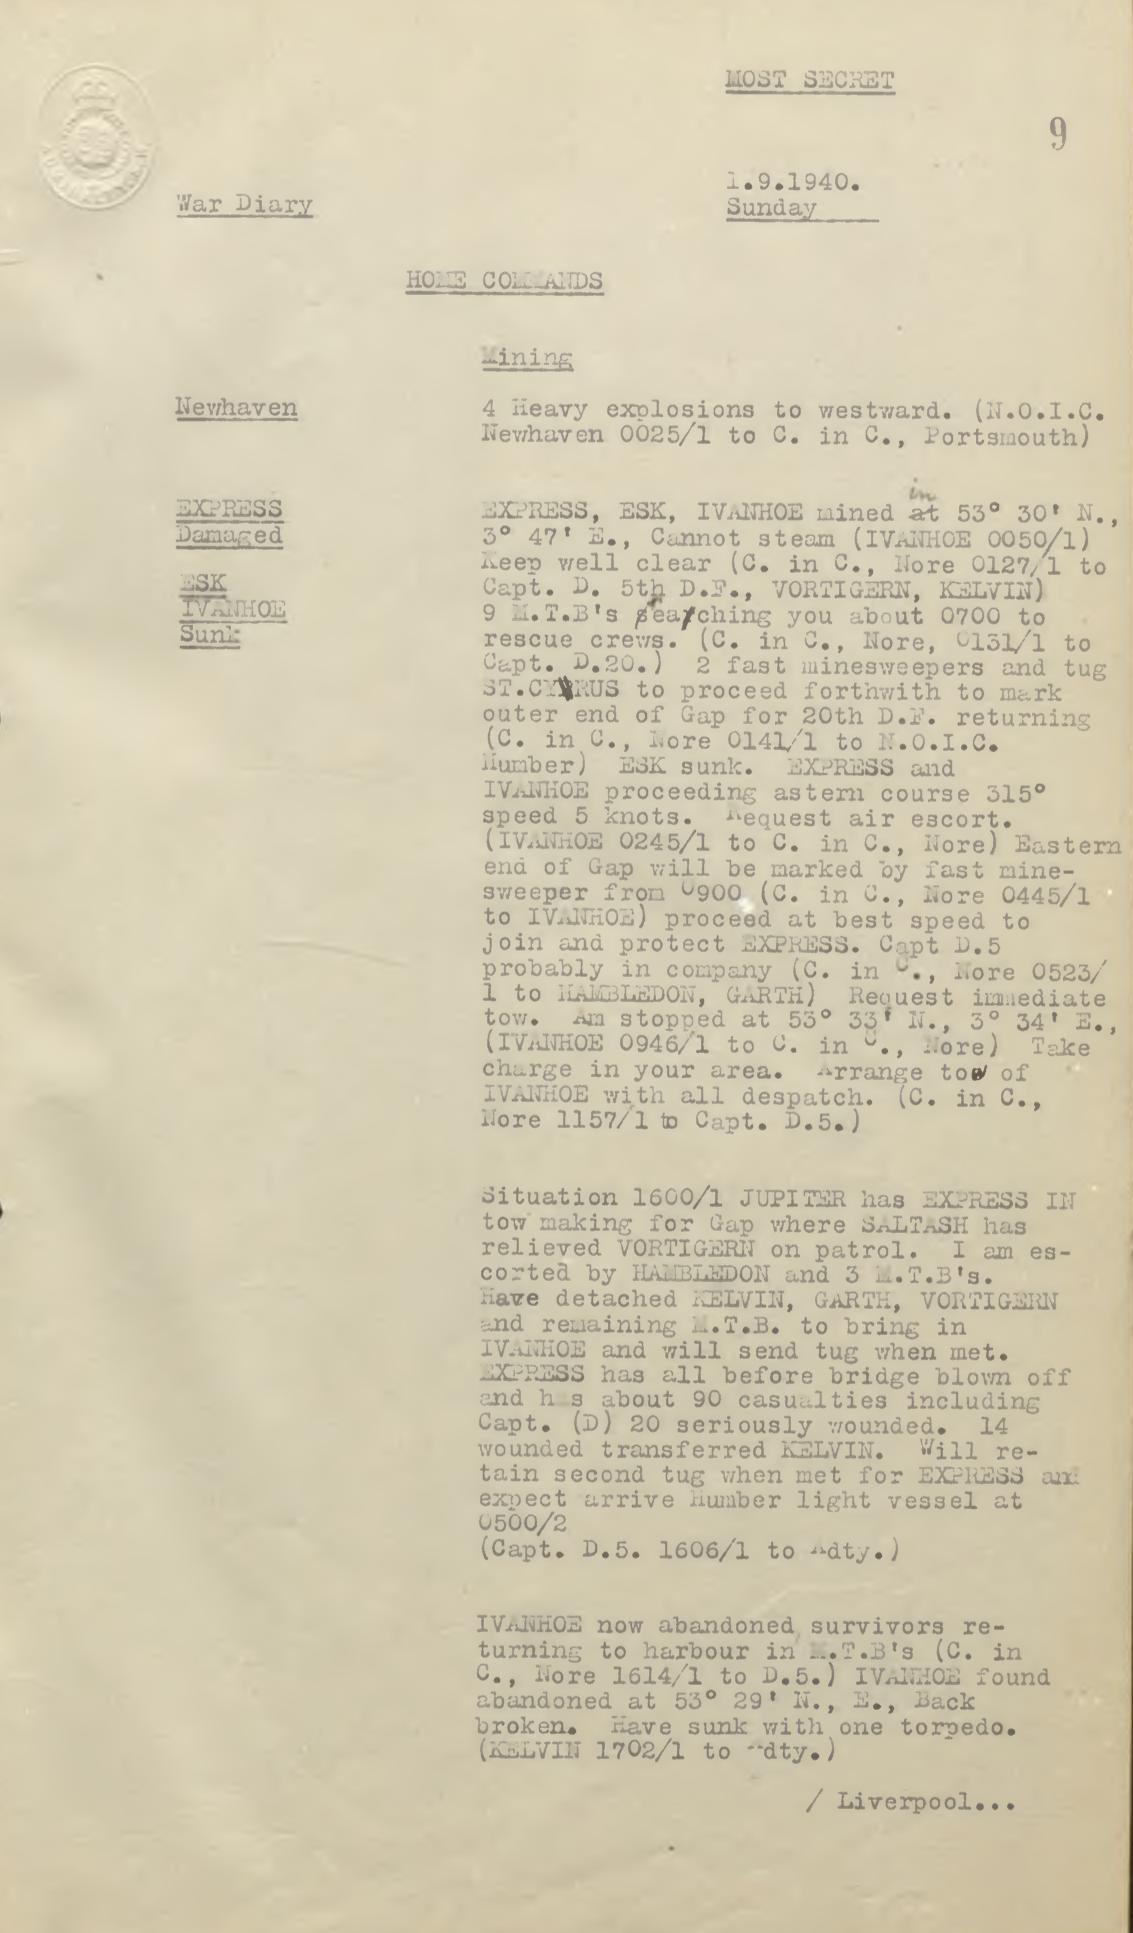 MOST SECRET
9
1.9.1940.
War Diary
Sunday
HOME COMMANDS
Mining
Newhaven
4 Heavy explosions to westward. (N.O.I.C.
Newhaven 0025/1 to C. in C., Portsmouth)
EXPRESS
Damaged
ESK
IVANHOE
Sunk
in
EXPRESS, ESK, IVANHOE mined at 53° 30' N.,
3° 47' E., Cannot steam (IVANHOE 0050/1)
Keep well clear (C. in C., Nore 0127/1 to
Capt. D. 5th D.F., VORTIGERN, KELVIN)
9 M.T.B's searching you about 0700 to
rescue crews. (C. in C., Nore, 0131/1 to
Capt. D.20.) 2 fast minesweepers and tug
ST.CYRUS to proceed forthwith to mark
outer end of Gap for 20th D.F. returning
(C. in C., Nore 0141/1 to N.O.I.C.
Humber) ESK sunk. EXPRESS and
IVANHOE proceeding astern course 315°
speed 5 knots. Request air escort.
(IVANHOE 0245/1 to C. in C., Nore) Eastern
end of Gap will be marked by fast mine-
sweeper from 0900 (C. in C., Nore 0445/1
to IVANHOE) proceed at best speed to
join and protect EXPRESS. Capt D.5
probably in company (C. in C., Nore 0523/
1 to HAMBLEDON, GARTH) Request immediate
tow. Am stopped at 53° 33' N., 3° 34' E.,
(IVANHOE 0946/1 to C. in C., Nore) Take
charge in your area. Arrange tow of
IVANHOE with all despatch. (C. in C.,
Nore 1157/1 to Capt. D.5.)
Situation 1600/1 JUPITER has EXPRESS IN
tow making for Gap where SALTASH has
relieved VORTIGERN on patrol. I am es-
corted by HAMBLEDON and 3 M.T.B's.
Have detached KELVIN, GARTH, VORTIGERN
and remaining M.T.B. to bring in
IVANHOE and will send tug when met.
EXPRESS has all before bridge blown off
and has about 90 casualties including
Capt. (D) 20 seriously wounded. 14
wounded transferred KELVIN. Will re-
tain second tug when met for EXPRESS and
expect arrive Humber light vessel at
0500/2
(Capt. D.5. 1606/1 to Adty.)
IVANHOE now abandoned, survivors re-
turning to harbour in M.T.B's (C. in
C., Nore 1614/1 to D.5.) IVANHOE found
abandoned at 53° 29' N., E., Back
broken. Have sunk with one torpedo.
(KELVIN 1702/1 to Adty.)
/ Liverpool...